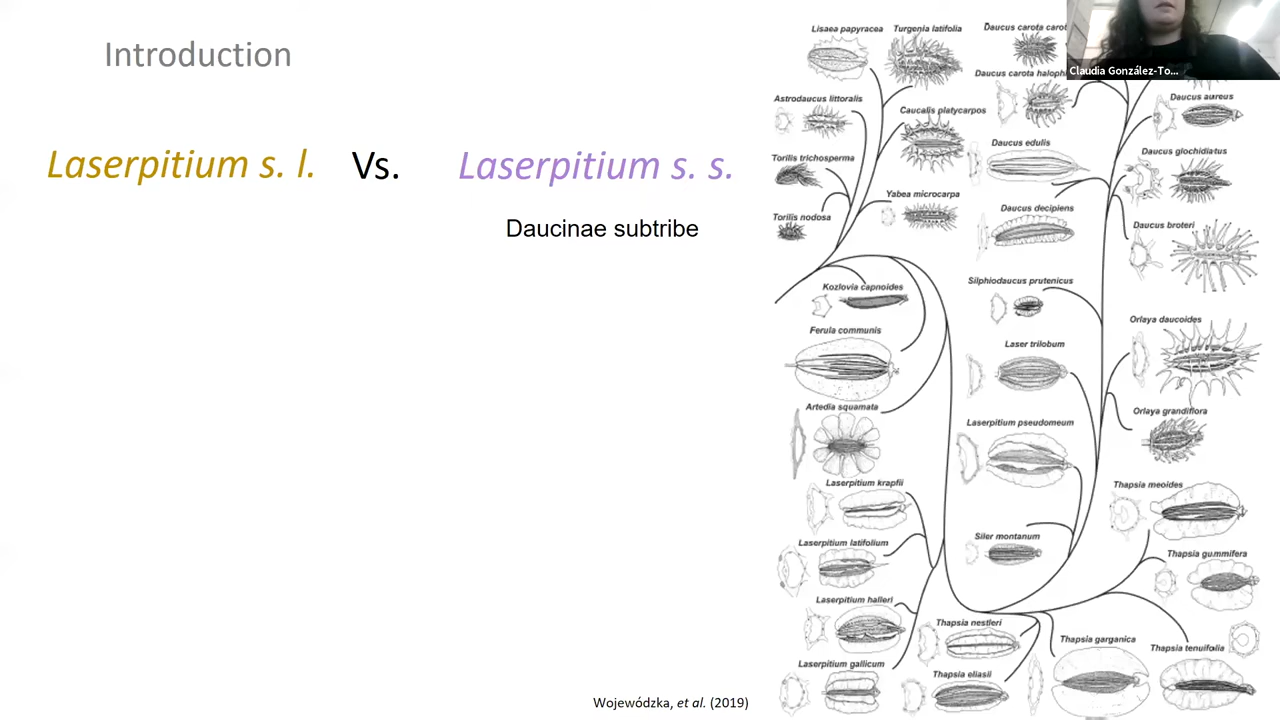 Introduction
Laserpitium s. l. Vs. Laserpitium s. s.
Daucinae subtribe
Lisaea papyracea
Turgenia latifolia
Daucus carota
Claudia González-To...
Daucus carota
Astrodaucus littoralis
Caucalis platycarpos
Daucus aureus
Daucus edulis
Daucus glochidiatus
Torilis trichosperma
Yabea microcarpa
Daucus decipiens
Torilis nodosa
Daucus broteri
Kozlovia capnoides
Silphiodaucus prutenicus
Ferula communis
Laser trilobum
Orlaya daucoides
Artedia squamata
Laserpitium pseudomeum
Orlaya grandiflora
Laserpitium krapfii
Thapsia meoides
Laserpitium latifolium
Siler montanum
Thapsia gummifera
Laserpitium halleri
Thapsia nestleri
Thapsia garganica
Thapsia tenuifolia
Laserpitium gallicum
Thapsia eliasii
Wojewódzka, et al. (2019)